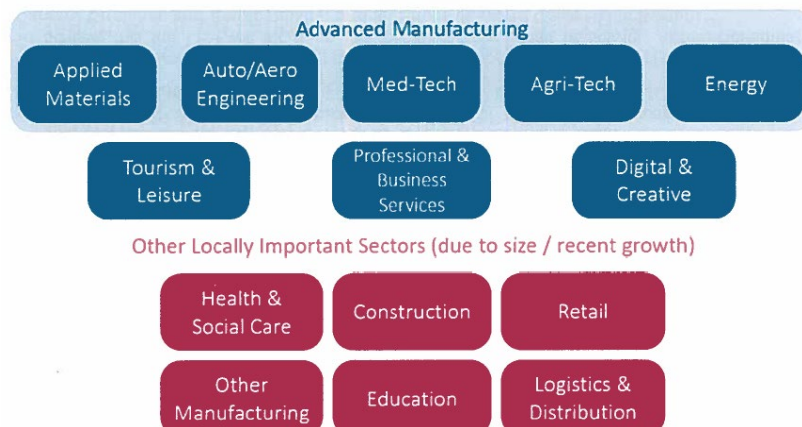 Advanced Manufacturing
Applied
Materials
Auto/Aero
Engineering
Med-Tech
Agri-Tech
Energy
Tourism &
Leisure
Professional &
Business
Services
Digital &
Creative
Other Locally Important Sectors (due to size / recent growth)
Health &
Social Care
Construction
Retail
Other
Manufacturing
Education
Logistics &
Distribution